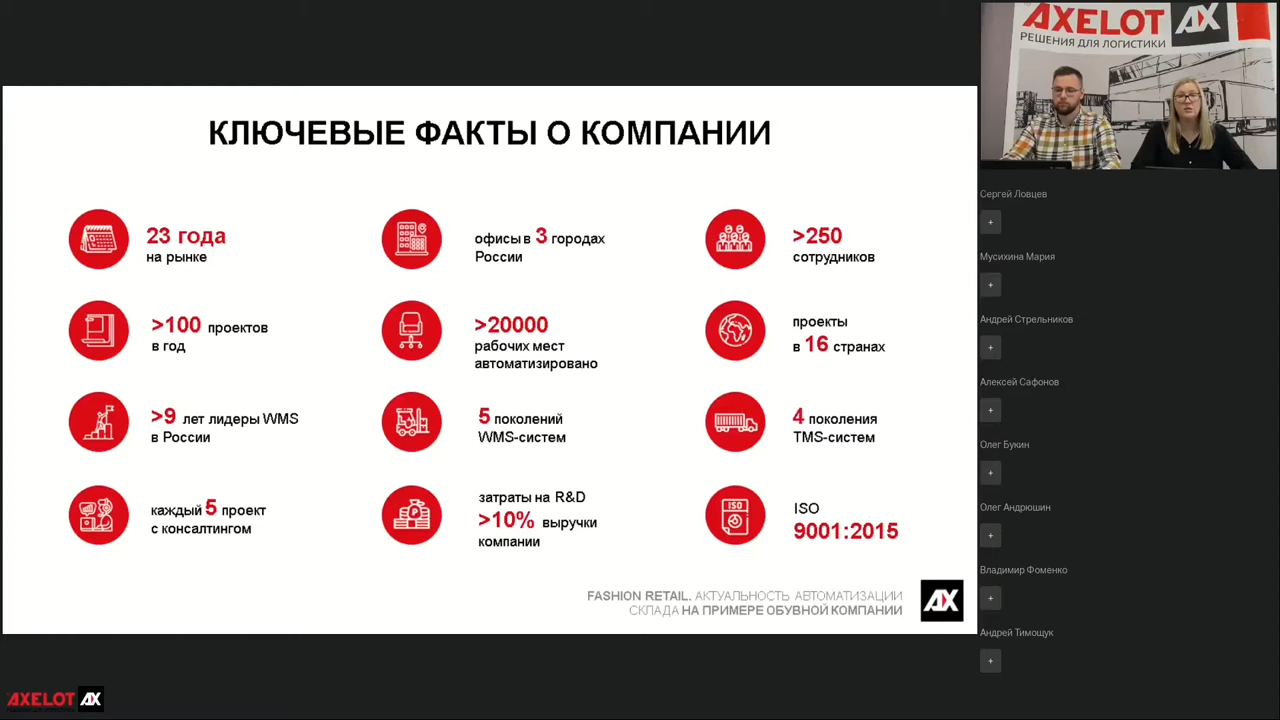 КЛЮЧЕВЫЕ ФАКТЫ О КОМПАНИИ
23 года
на рынке
офисы в 3 городах
России
>250
сотрудников
>100 проектов
в год
>20000
рабочих мест
автоматизировано
проекты
в 16 странах
>9 лет лидеры WMS
в России
5 поколений
WMS-систем
4 поколения
TMS-систем
каждый 5 проект
с консалтингом
затраты на R&D
>10% выручки
компании
ISO
9001:2015
FASHION RETAIL. АКТУАЛЬНОСТЬ АВТОМАТИЗАЦИИ
СКЛАДА НА ПРИМЕРЕ ОБУВНОЙ КОМПАНИИ
AX
AXELOT AX
AXELOT AX
РЕШЕНИЯ ДЛЯ ЛОГИСТИКИ
Сергей Ловцев
+
Мусихина Мария
+
Андрей Стрельников
+
Алексей Сафонов
+
Олег Букин
+
Олег Андрюшин
+
Владимир Фоменко
+
Андрей Тимощук
+